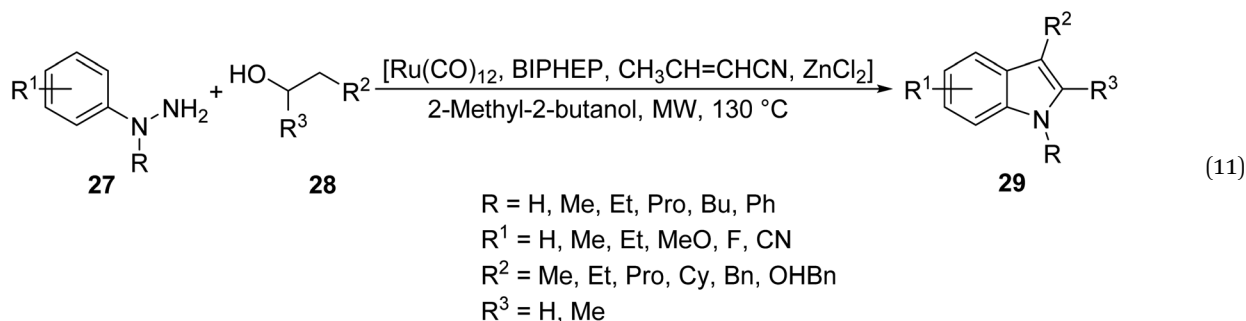 R¹ N NH₂ R 27
+
HO R² R³ 28
[Ru(CO)₁₂, BIPHEP, CH₃CH=CHCN, ZnCl₂]
2-Methyl-2-butanol, MW, 130 °C
R¹ R² R³ N R 29
(11)
R = H, Me, Et, Pro, Bu, Ph
R¹ = H, Me, Et, MeO, F, CN
R² = Me, Et, Pro, Cy, Bn, OHBn
R³ = H, Me